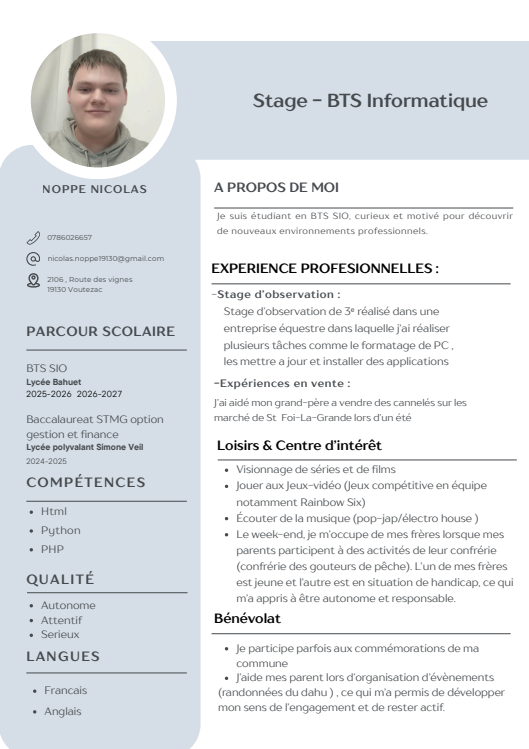 Stage - BTS Informatique
NOPPE NICOLAS
0786026657
nicolas.noppe19130@gmail.com
2106 , Route des vignes
19130 Voutezac
PARCOUR SCOLAIRE
BTS SIO
Lycée Bahuet
2025-2026 2026-2027
Baccalaureat STMG option
gestion et finance
Lycée polyvalant Simone Veil
2024-2025
COMPÉTENCES
• Html
• Python
• PHP
QUALITÉ
• Autonome
• Attentif
• Serieux
LANGUES
• Francais
• Anglais
A PROPOS DE MOI
Je suis étudiant en BTS SIO, curieux et motivé pour découvrir
de nouveaux environnements professionnels.
EXPERIENCE PROFESIONNELLES :
-Stage d'observation :
Stage d'observation de 3ᵉ réalisé dans une
entreprise équestre dans laquelle j'ai réaliser
plusieurs tâches comme le formatage de PC ,
les mettre a jour et installer des applications
-Expériences en vente :
J'ai aidé mon grand-père a vendre des cannelés sur les
marché de St Foi-La-Grande lors d'un été
Loisirs & Centre d'intérêt
• Visionnage de séries et de films
• Jouer aux Jeux-vidéo (Jeux compétitive en équipe
notamment Rainbow Six)
• Écouter de la musique (pop-jap/électro house )
• Le week-end, je m'occupe de mes frères lorsque mes
parents participent à des activités de leur confrérie
(confrérie des gouteurs de pêche). L'un de mes frères
est jeune et l'autre est en situation de handicap, ce qui
m'a appris à être autonome et responsable.
Bénévolat
• Je participe parfois aux commémorations de ma
commune
• J'aide mes parent lors d'organisation d'évènements
(randonnées du dahu ) , ce qui m'a permis de développer
mon sens de l'engagement et de rester actif.